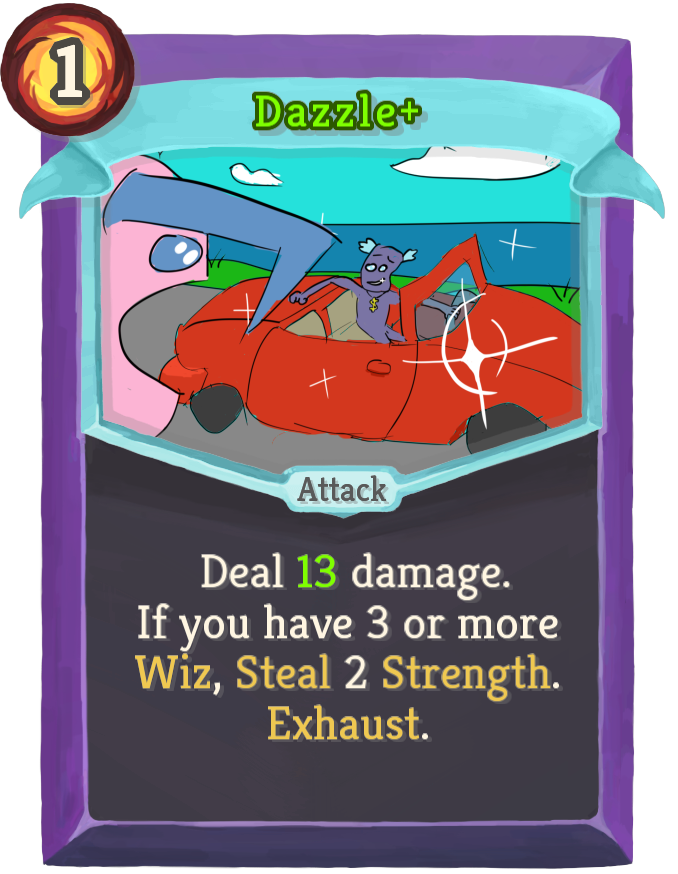 1
Dazzle+
Attack
Deal 13 damage.
If you have 3 or more
Wiz, Steal 2 Strength.
Exhaust.